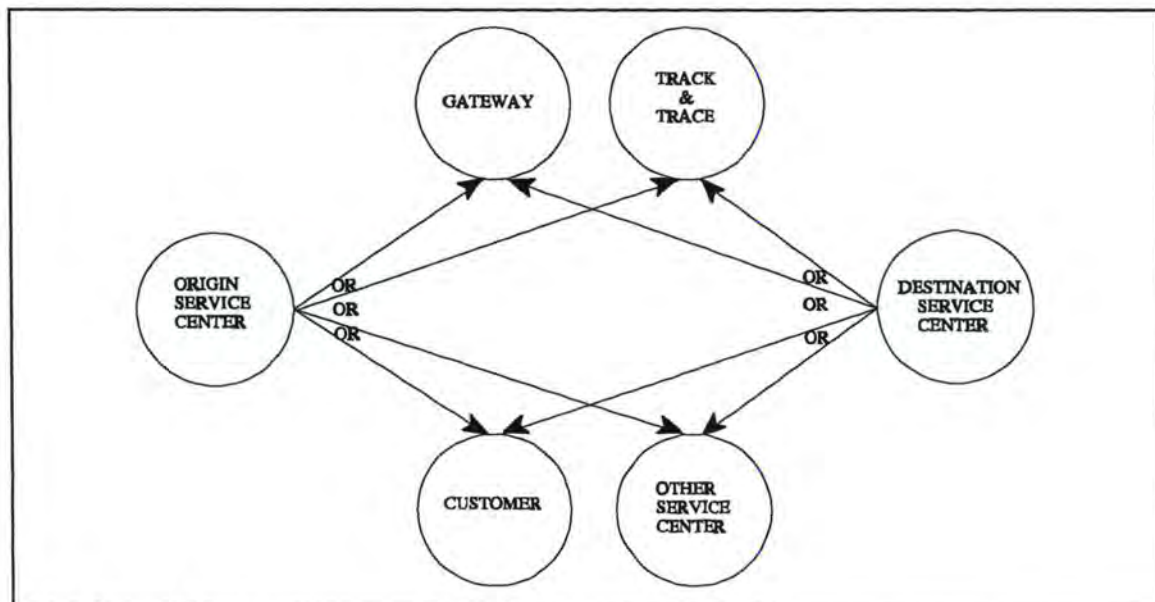 GATEWAY
TRACK
&
TRACE
ORIGIN
SERVICE
CENTER
OR
OR
OR
OR
OR
OR
DESTINATION
SERVICE
CENTER
CUSTOMER
OTHER
SERVICE
CENTER